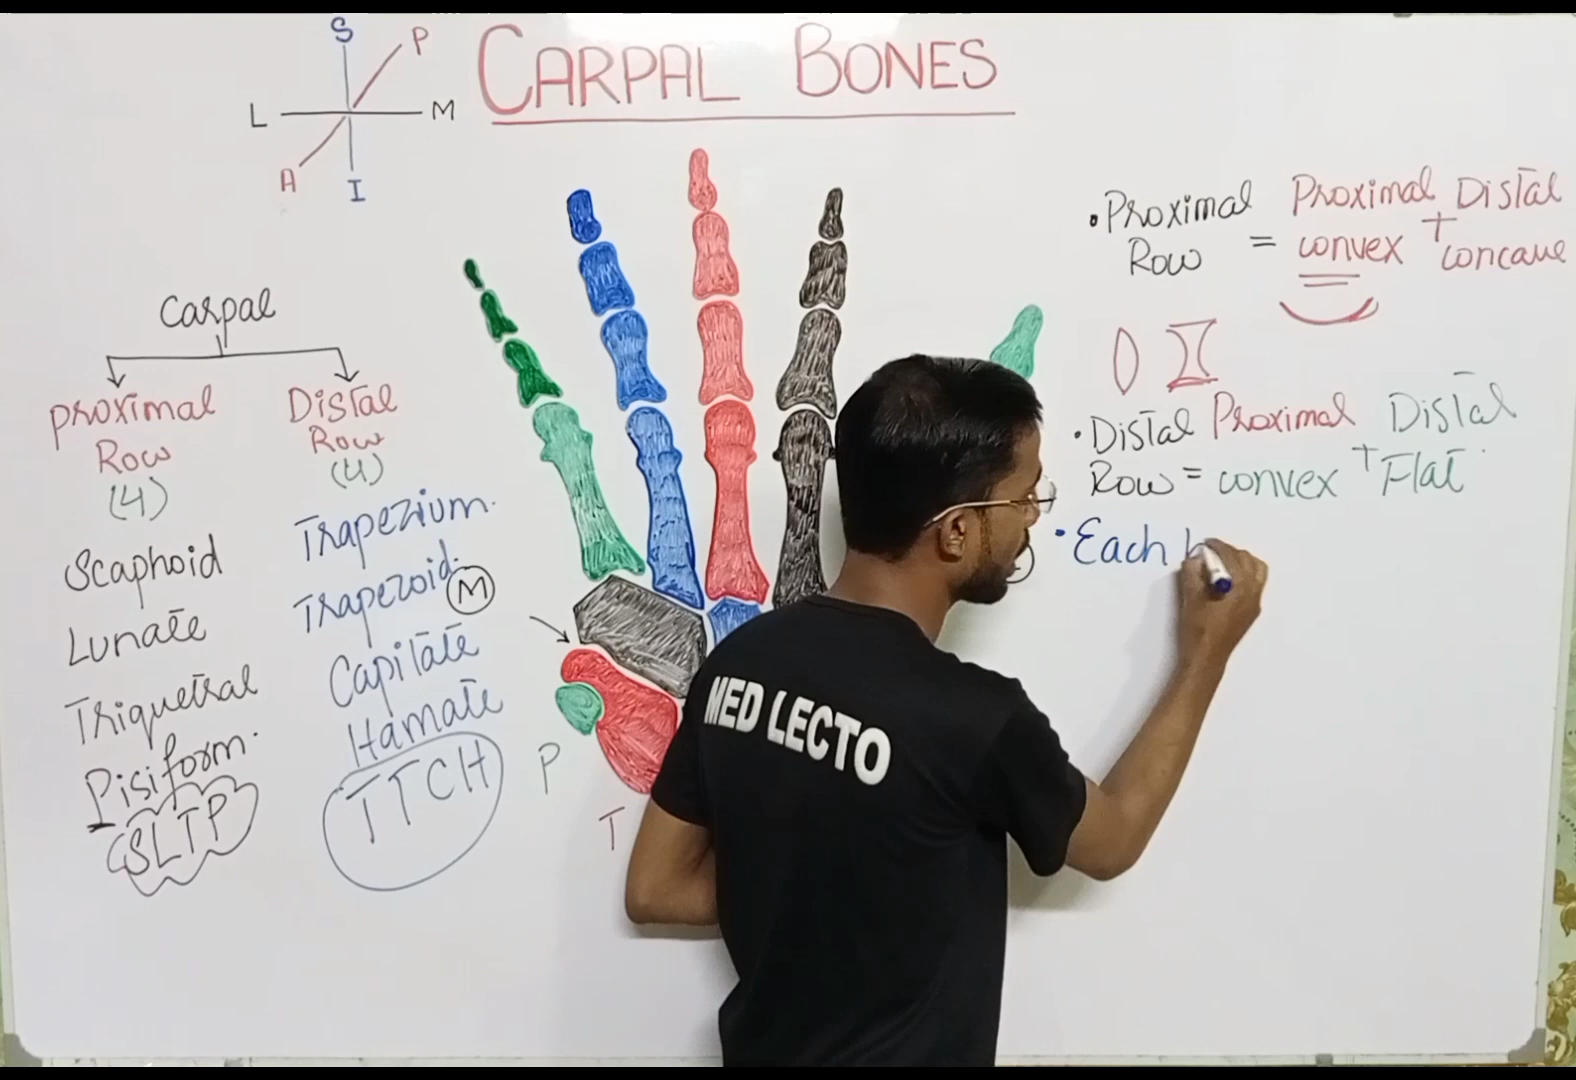 S
P
L
M
A
I
CARPAL BONES
Carpal
Proximal
Row
(4)
Scaphoid
Lunate
Triquetral
Pisiform.
SLTP
Distal
Row
(4)
Trapezium.
Trapezoid.
Capitate
Hamate
TTCH
M
P
T
MED LECTO
• Proximal Proximal Distal
Row = convex + concave
• Distal Proximal Distal
Row = convex + Flat
• Each